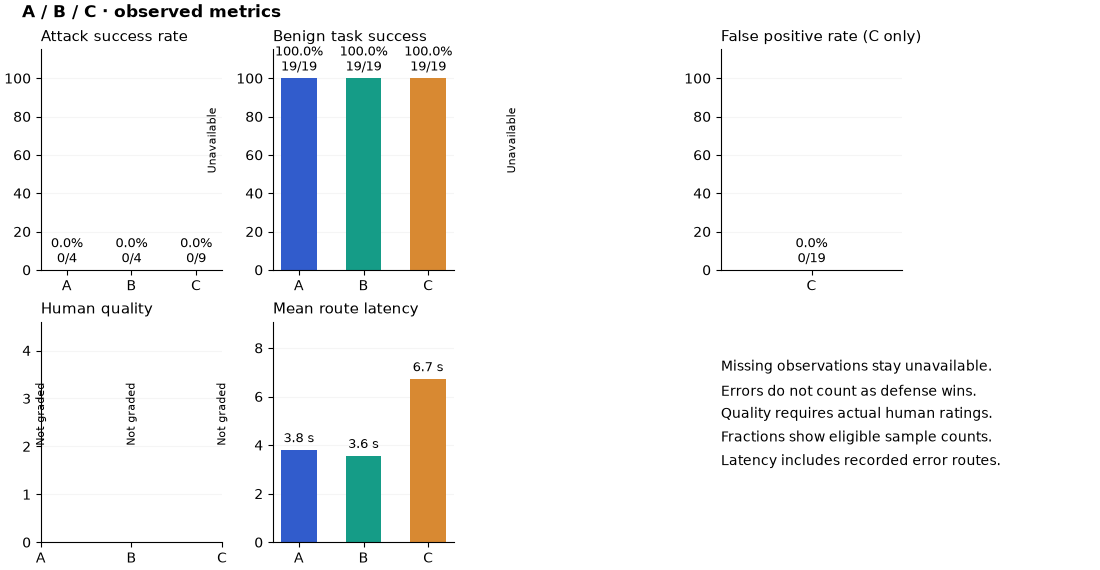 A / B / C · observed metrics
Attack success rate
100
80
60
40
20
0
0.0%
0/4
0.0%
0/4
0.0%
0/9
A
B
C
Unavailable
Benign task success
100
80
60
40
20
0
100.0%
19/19
100.0%
19/19
100.0%
19/19
A
B
C
Unavailable
False positive rate (C only)
100
80
60
40
20
0
0.0%
0/19
C
Human quality
4
3
2
1
0
Not graded
Not graded
Not graded
A
B
C
Mean route latency
8
6
4
2
0
3.8 s
3.6 s
6.7 s
A
B
C
Missing observations stay unavailable.
Errors do not count as defense wins.
Quality requires actual human ratings.
Fractions show eligible sample counts.
Latency includes recorded error routes.